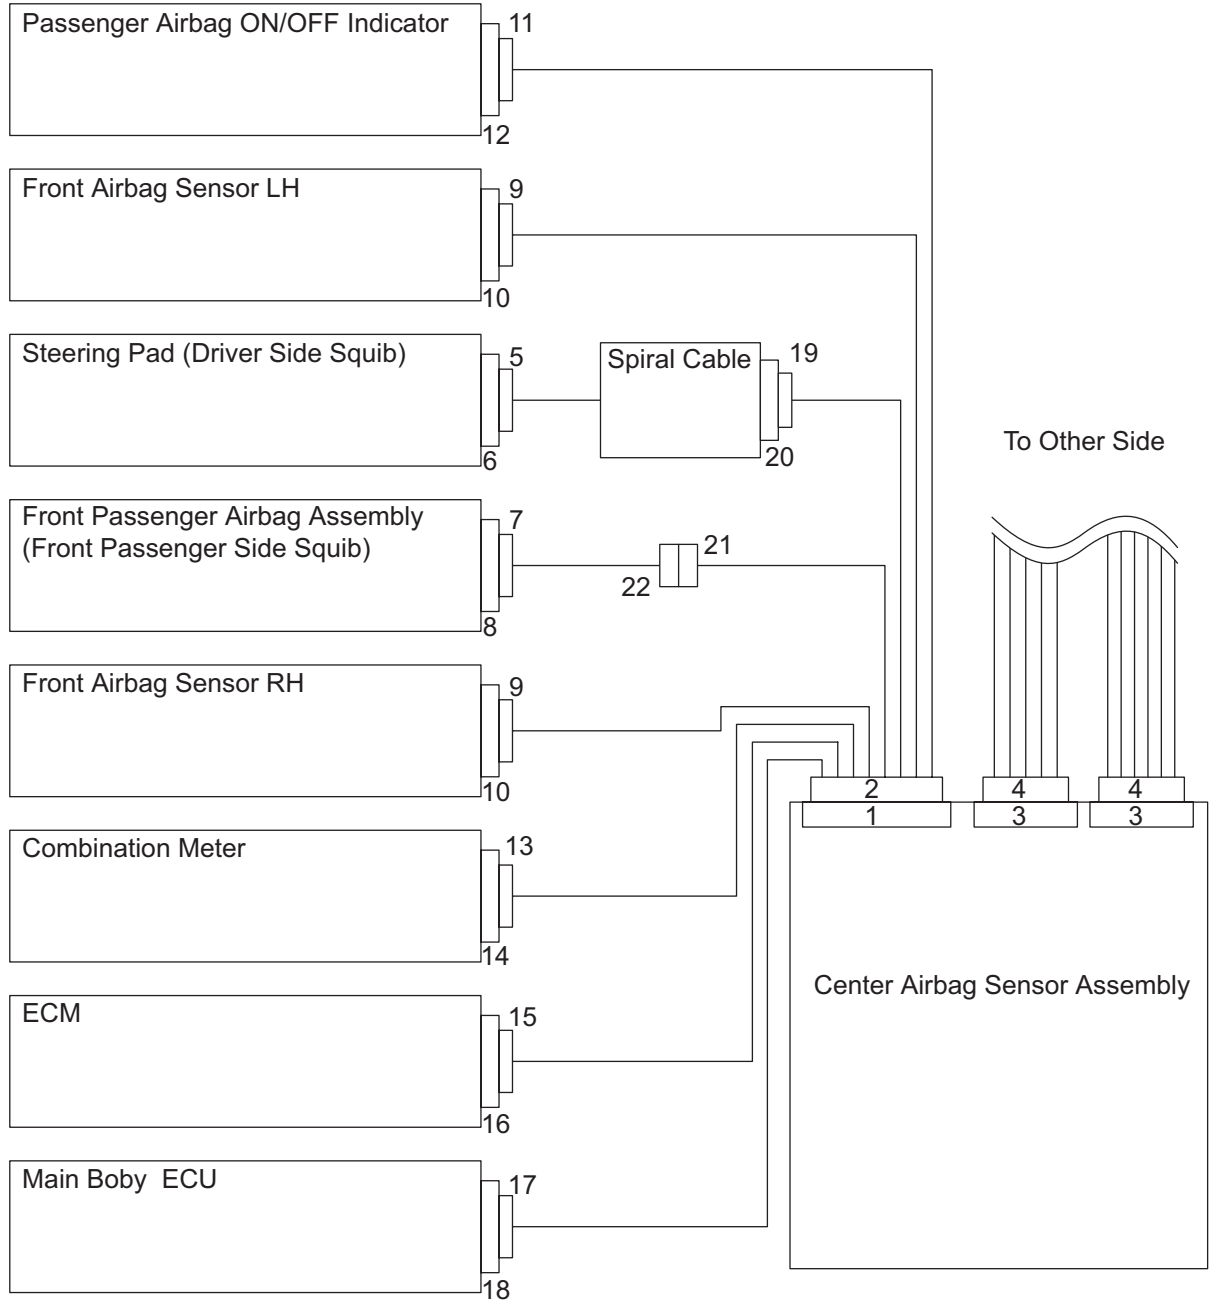 Passenger Airbag ON/OFF Indicator
11
12
Front Airbag Sensor LH
9
10
Steering Pad (Driver Side Squib)
5
6
Spiral Cable
19
20
To Other Side
Front Passenger Airbag Assembly
(Front Passenger Side Squib)
7
8
21
22
Front Airbag Sensor RH
9
10
2
4
4
1
3
3
Combination Meter
13
14
Center Airbag Sensor Assembly
ECM
15
16
Main Boby ECU
17
18